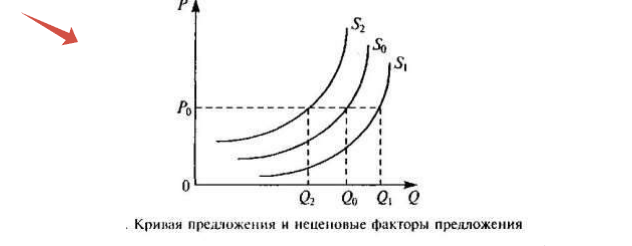 P
S₂
S₀
S₁
P₀
0
Q₂ Q₀ Q₁ Q
. Кривая предложения и неценовые факторы предложения